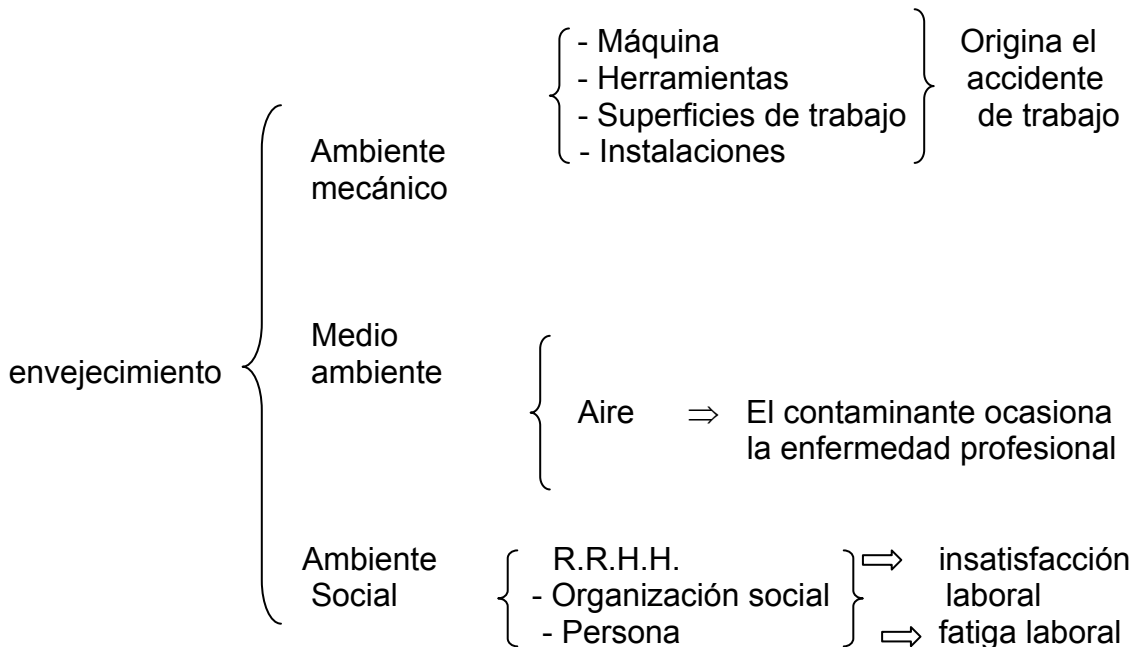 - Máquina
- Herramientas
- Superficies de trabajo
- Instalaciones
Origina el
accidente
de trabajo
Ambiente
mecánico
envejecimiento
Medio
ambiente
Aire ⇒ El contaminante ocasiona
la enfermedad profesional
Ambiente
Social
R.R.H.H.
- Organización social
- Persona
⇨ insatisfacción
laboral
⇨ fatiga laboral